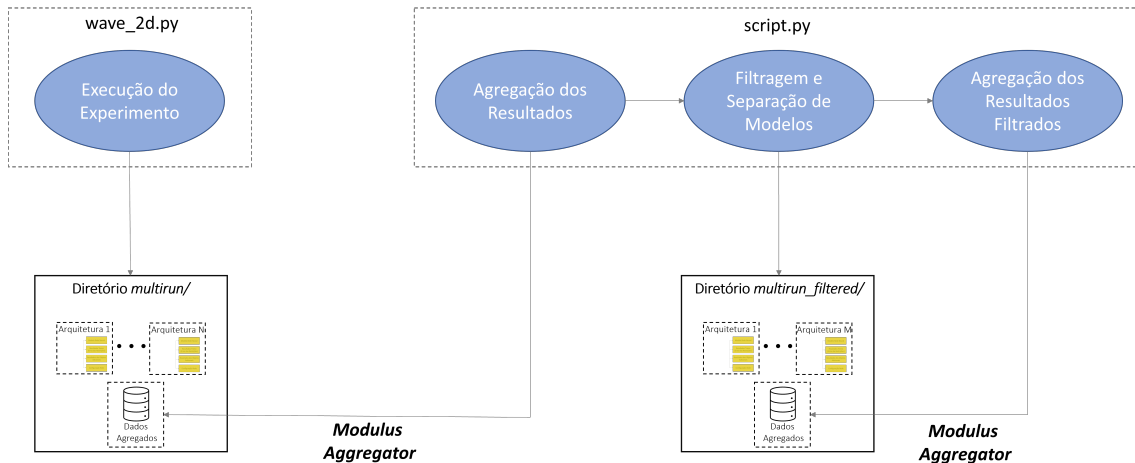 wave_2d.py
Execução do
Experimento
script.py
Agregação dos
Resultados
Filtragem e
Separação de
Modelos
Agregação dos
Resultados
Filtrados
Diretório multirun/
Arquitetura 1
Arquitetura N
Dados
Agregados
Modulus
Aggregator
Diretório multirun_filtered/
Arquitetura 1
Arquitetura M
Dados
Agregados
Modulus
Aggregator